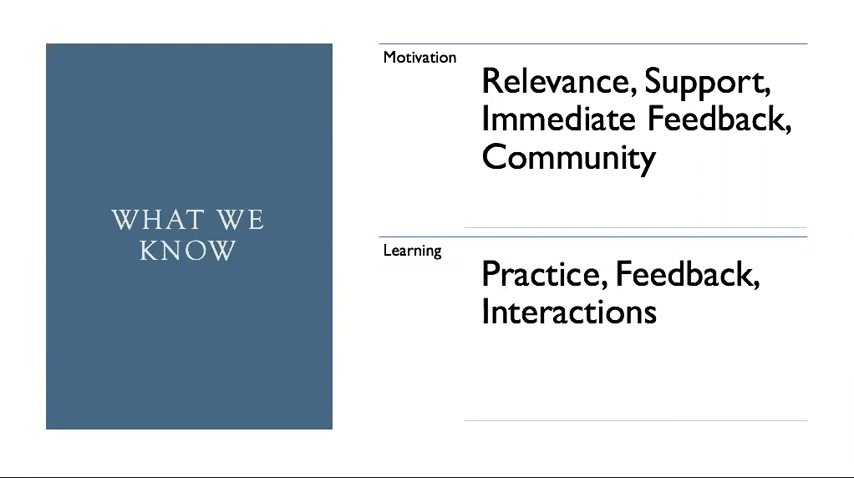 WHAT WE
KNOW
Motivation
Relevance, Support,
Immediate Feedback,
Community
Learning
Practice, Feedback,
Interactions